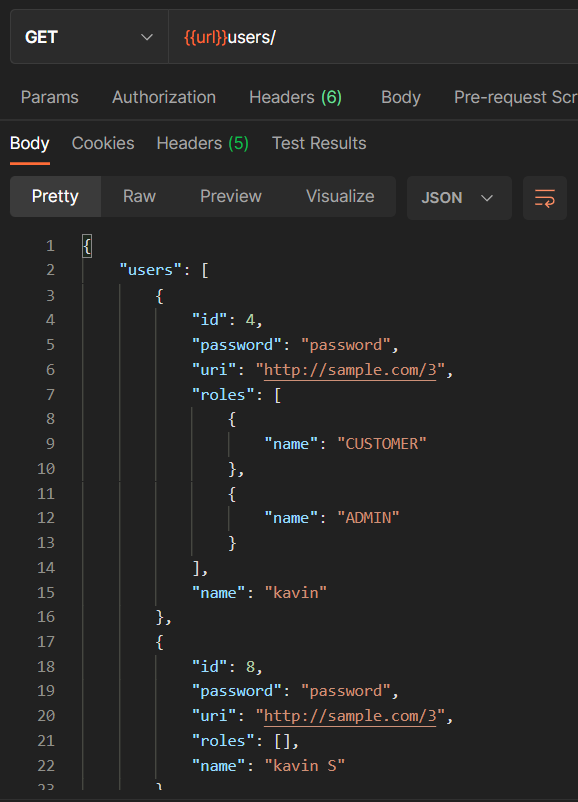 GET {{url}}users/
Params Authorization Headers (6) Body Pre-request Scr
Body Cookies Headers (5) Test Results
Pretty Raw Preview Visualize JSON
1 {
2 "users": [
3 {
4 "id": 4,
5 "password": "password",
6 "uri": "http://sample.com/3",
7 "roles": [
8 {
9 "name": "CUSTOMER"
10 },
11 {
12 "name": "ADMIN"
13 }
14 ],
15 "name": "kavin"
16 },
17 {
18 "id": 8,
19 "password": "password",
20 "uri": "http://sample.com/3",
21 "roles": [],
22 "name": "kavin S"
23 }